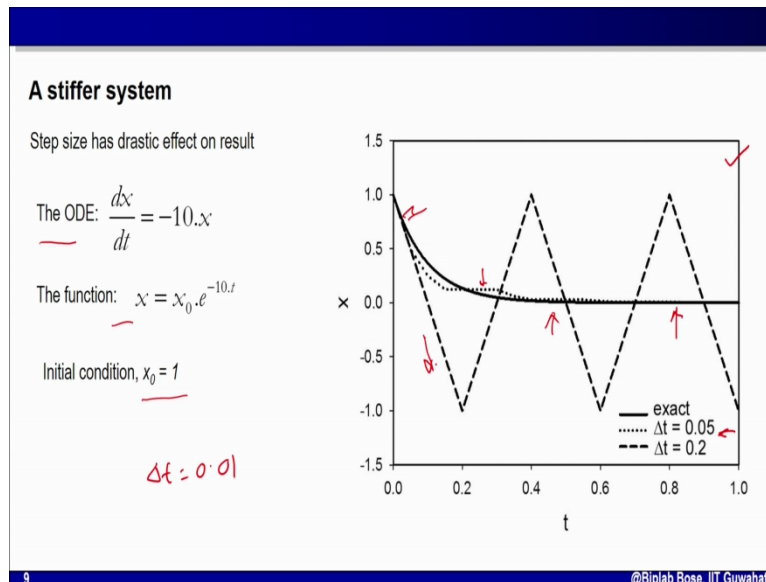 A stiffer system
Step size has drastic effect on result
The ODE: dx/dt = -10.x
The function: x = x₀.e^{-10.t}
Initial condition, x₀ = 1
Δt = 0.01
1.5
1.0
0.5
0.0
-0.5
-1.0
-1.5
x
exact
Δt = 0.05
Δt = 0.2
0.0 0.2 0.4 0.6 0.8 1.0
t
9
@Biplab Bose, IIT Guwaha